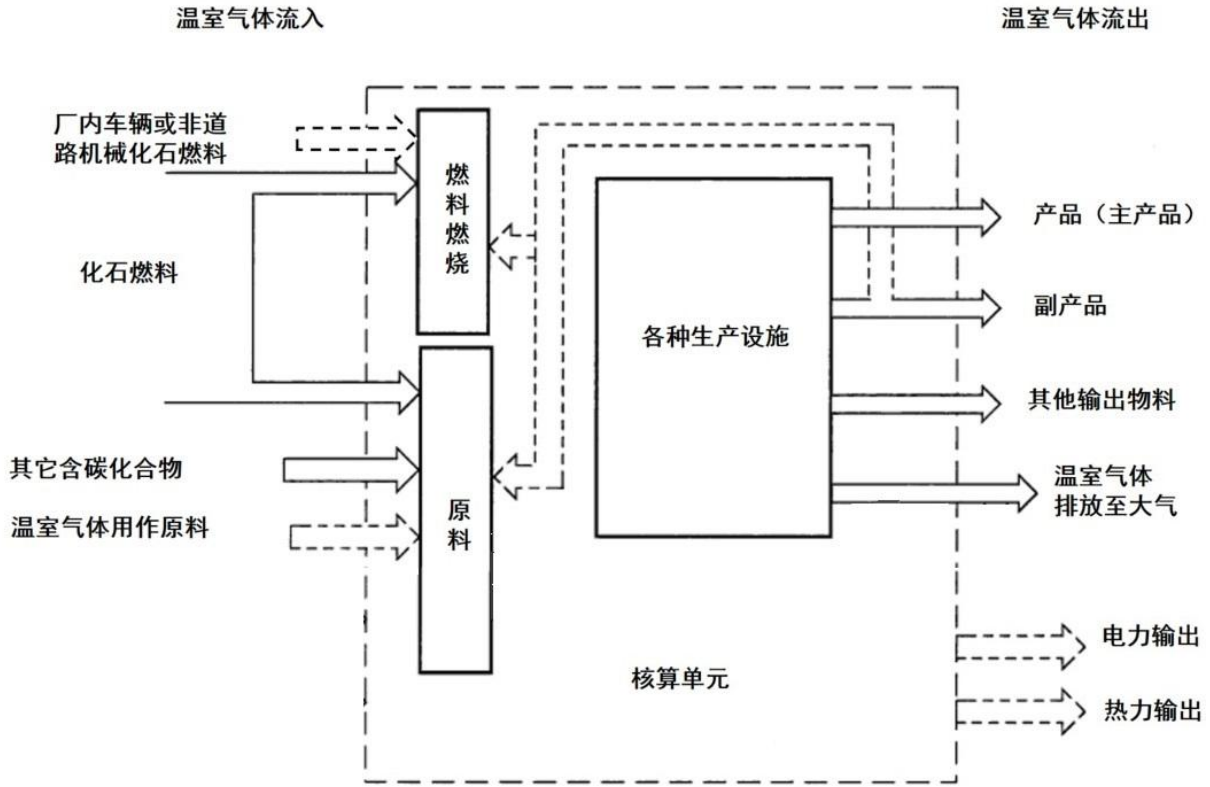 温室气体流入
温室气体流出
厂内车辆或非道
路机械化石燃料
化石燃料
其它含碳化合物
温室气体用作原料
燃料燃烧
原料
各种生产设施
核算单元
产品（主产品）
副产品
其他输出物料
温室气体
排放至大气
电力输出
热力输出